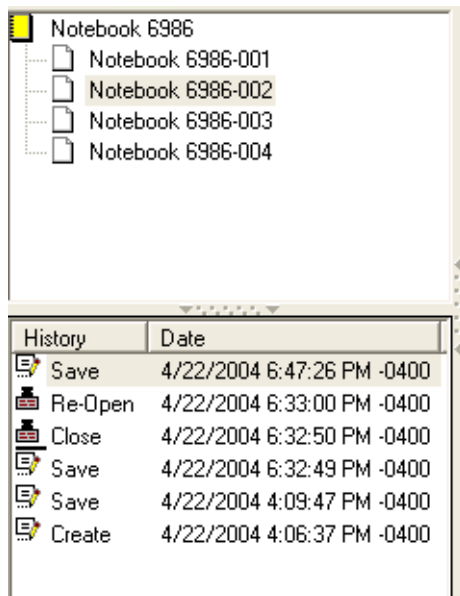 Notebook 6986
Notebook 6986-001
Notebook 6986-002
Notebook 6986-003
Notebook 6986-004
History Date
Save 4/22/2004 6:47:26 PM -0400
Re-Open 4/22/2004 6:33:00 PM -0400
Close 4/22/2004 6:32:50 PM -0400
Save 4/22/2004 6:32:49 PM -0400
Save 4/22/2004 4:09:47 PM -0400
Create 4/22/2004 4:06:37 PM -0400